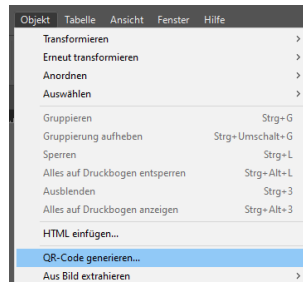 Objekt Tabelle Ansicht Fenster Hilfe
Transformieren
Erneut transformieren
Anordnen
Auswählen
Gruppieren Strg+G
Gruppierung aufheben Strg+Umschalt+G
Sperren Strg+L
Alles auf Druckbogen entsperren Strg+Alt+L
Ausblenden Strg+3
Alles auf Druckbogen anzeigen Strg+Alt+3
HTML einfügen...
QR-Code generieren...
Aus Bild extrahieren